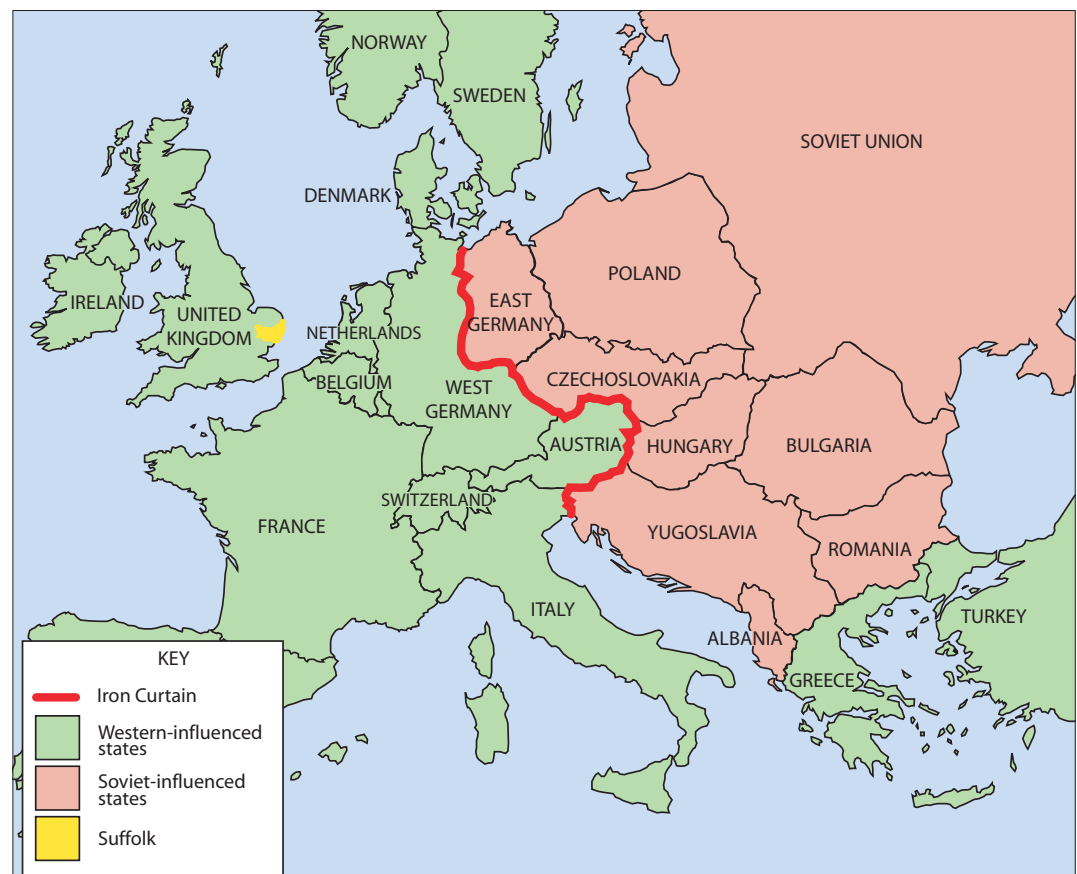 NORWAY
SWEDEN
SOVIET UNION
DENMARK
POLAND
IRELAND
UNITED
KINGDOM
NETHERLANDS
EAST
GERMANY
BELGIUM
WEST
GERMANY
CZECHOSLOVAKIA
AUSTRIA
HUNGARY
BULGARIA
SWITZERLAND
FRANCE
YUGOSLAVIA
ROMANIA
ITALY
ALBANIA
TURKEY
GREECE
KEY
Iron Curtain
Western-influenced
states
Soviet-influenced
states
Suffolk